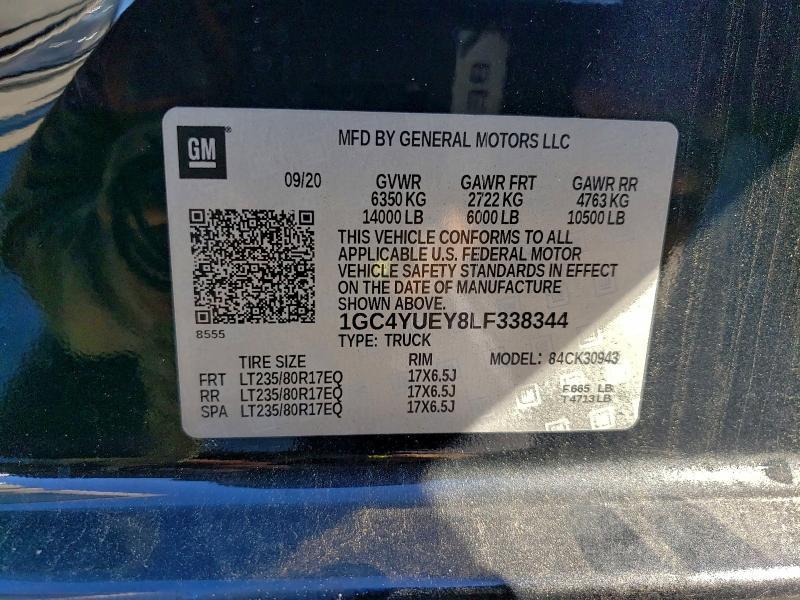 GM
MFD BY GENERAL MOTORS LLC
09/20 GVWR GAWR FRT GAWR RR
6350 KG 2722 KG 4763 KG
14000 LB 6000 LB 10500 LB
THIS VEHICLE CONFORMS TO ALL
APPLICABLE U.S. FEDERAL MOTOR
VEHICLE SAFETY STANDARDS IN EFFECT
ON THE DATE OF MANUFACTURE
SHOWN ABOVE.
1GC4YUEY8LF338344
8555
TYPE: TRUCK
TIRE SIZE RIM MODEL: 84CK30943
FRT LT235/80R17EQ 17X6.5J
RR LT235/80R17EQ 17X6.5J
SPA LT235/80R17EQ 17X6.5J
F.665 LB
T4713LB